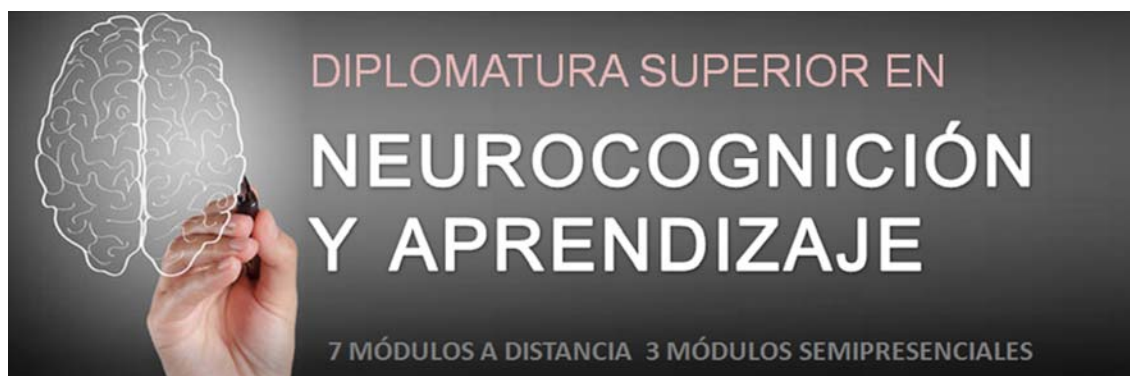 DIPLOMATURA SUPERIOR EN
NEUROCOGNICIÓN
Y APRENDIZAJE
7 MÓDULOS A DISTANCIA 3 MÓDULOS SEMIPRESENCIALES